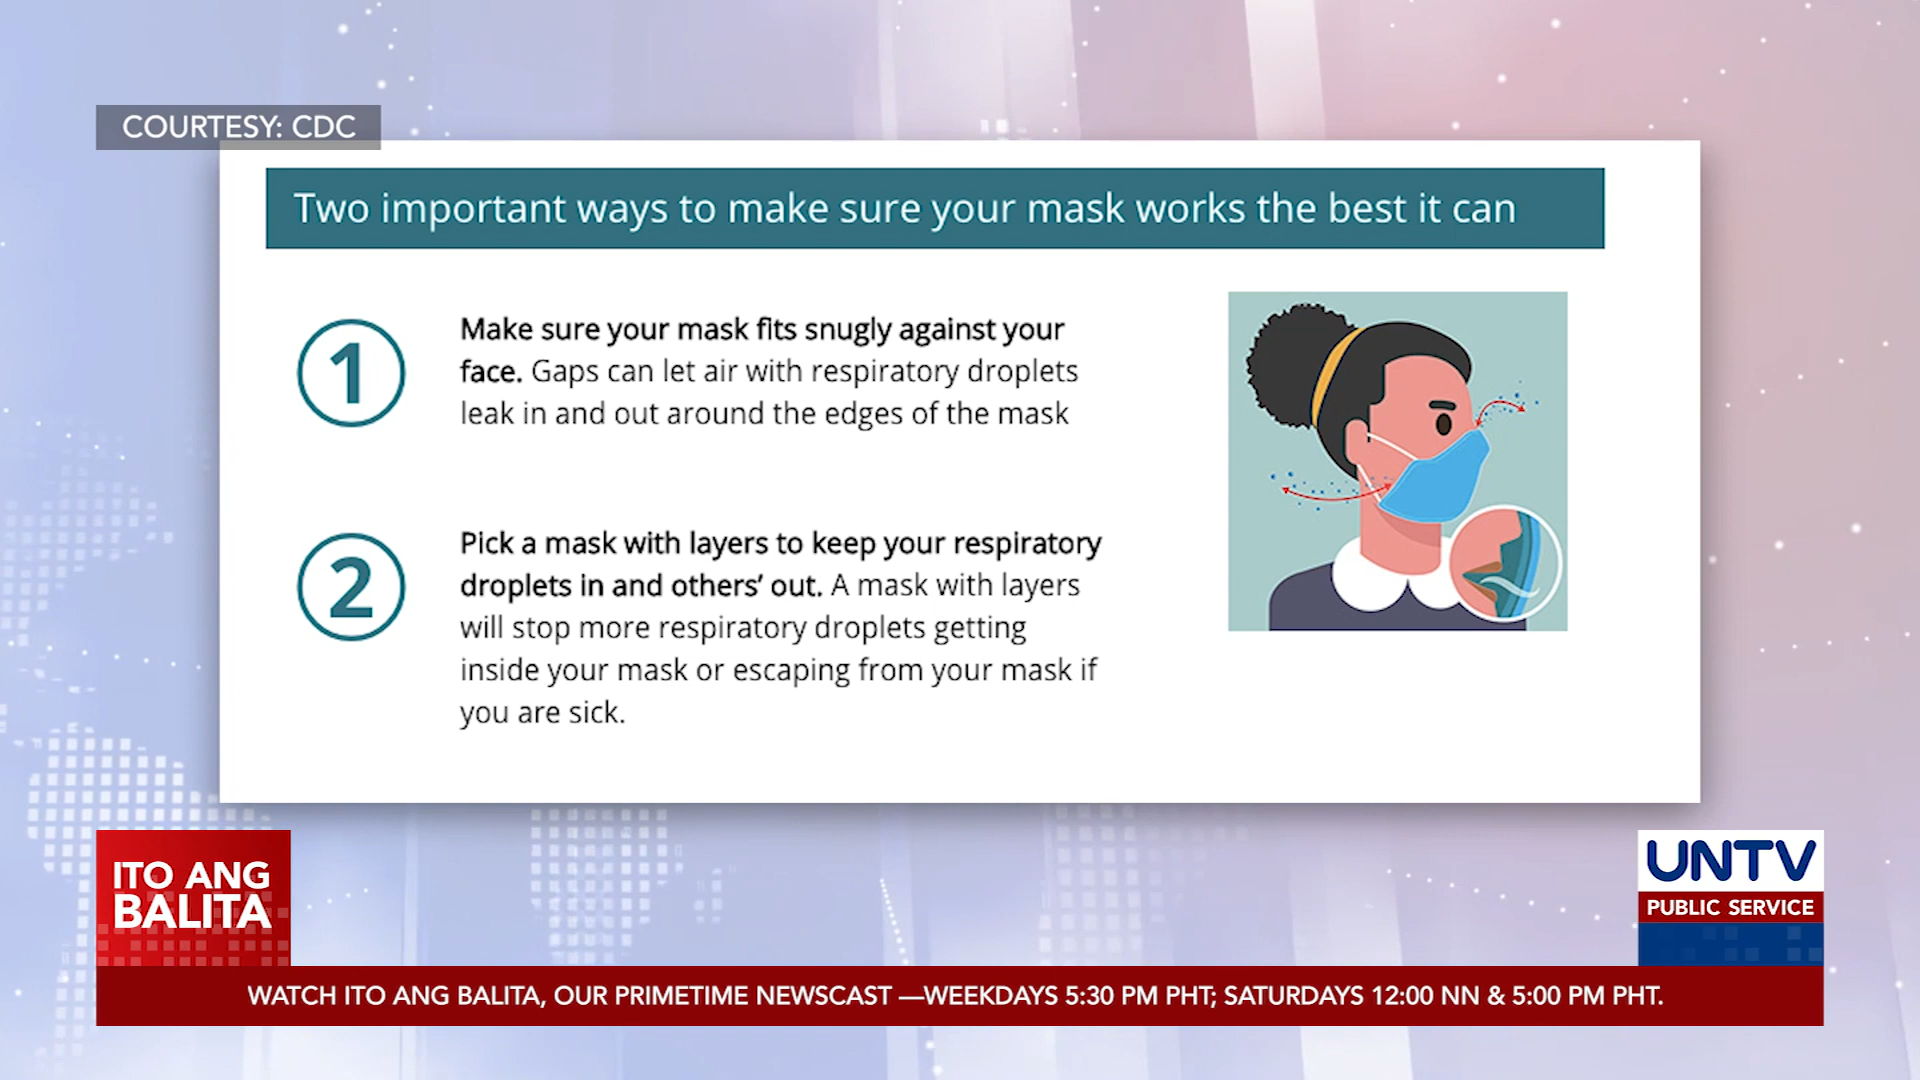 COURTESY: CDC
Two important ways to make sure your mask works the best it can
1
Make sure your mask fits snugly against your
face. Gaps can let air with respiratory droplets
leak in and out around the edges of the mask
2
Pick a mask with layers to keep your respiratory
droplets in and others’ out. A mask with layers
will stop more respiratory droplets getting
inside your mask or escaping from your mask if
you are sick.
ITO ANG
BALITA
UNTV
PUBLIC SERVICE
WATCH ITO ANG BALITA, OUR PRIMETIME NEWSCAST —WEEKDAYS 5:30 PM PHT; SATURDAYS 12:00 NN & 5:00 PM PHT.